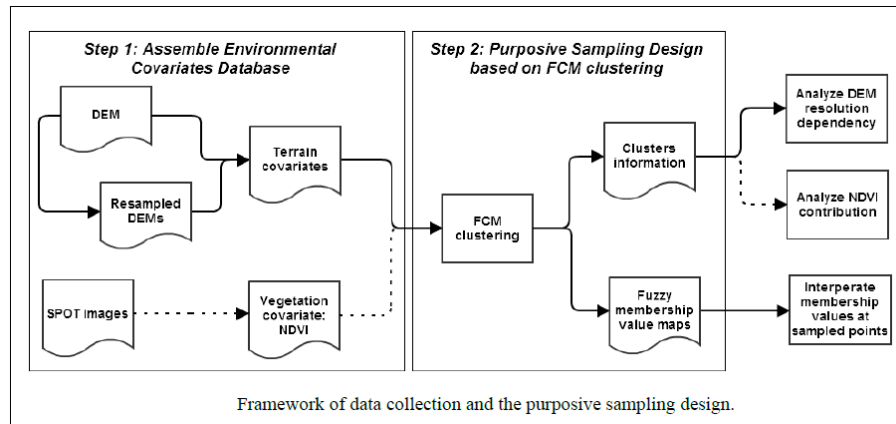 Step 1: Assemble Environmental
Covariates Database
Step 2: Purposive Sampling Design
based on FCM clustering
DEM
Resampled
DEMs
Terrain
covariates
SPOT Images
Vegetation
covariate:
NDVI
FCM
clustering
Clusters
information
Fuzzy
membership
value maps
Analyze DEM
resolution
dependency
Analyze NDVI
contribution
Interperate
membership
values at
sampled points
Framework of data collection and the purposive sampling design.